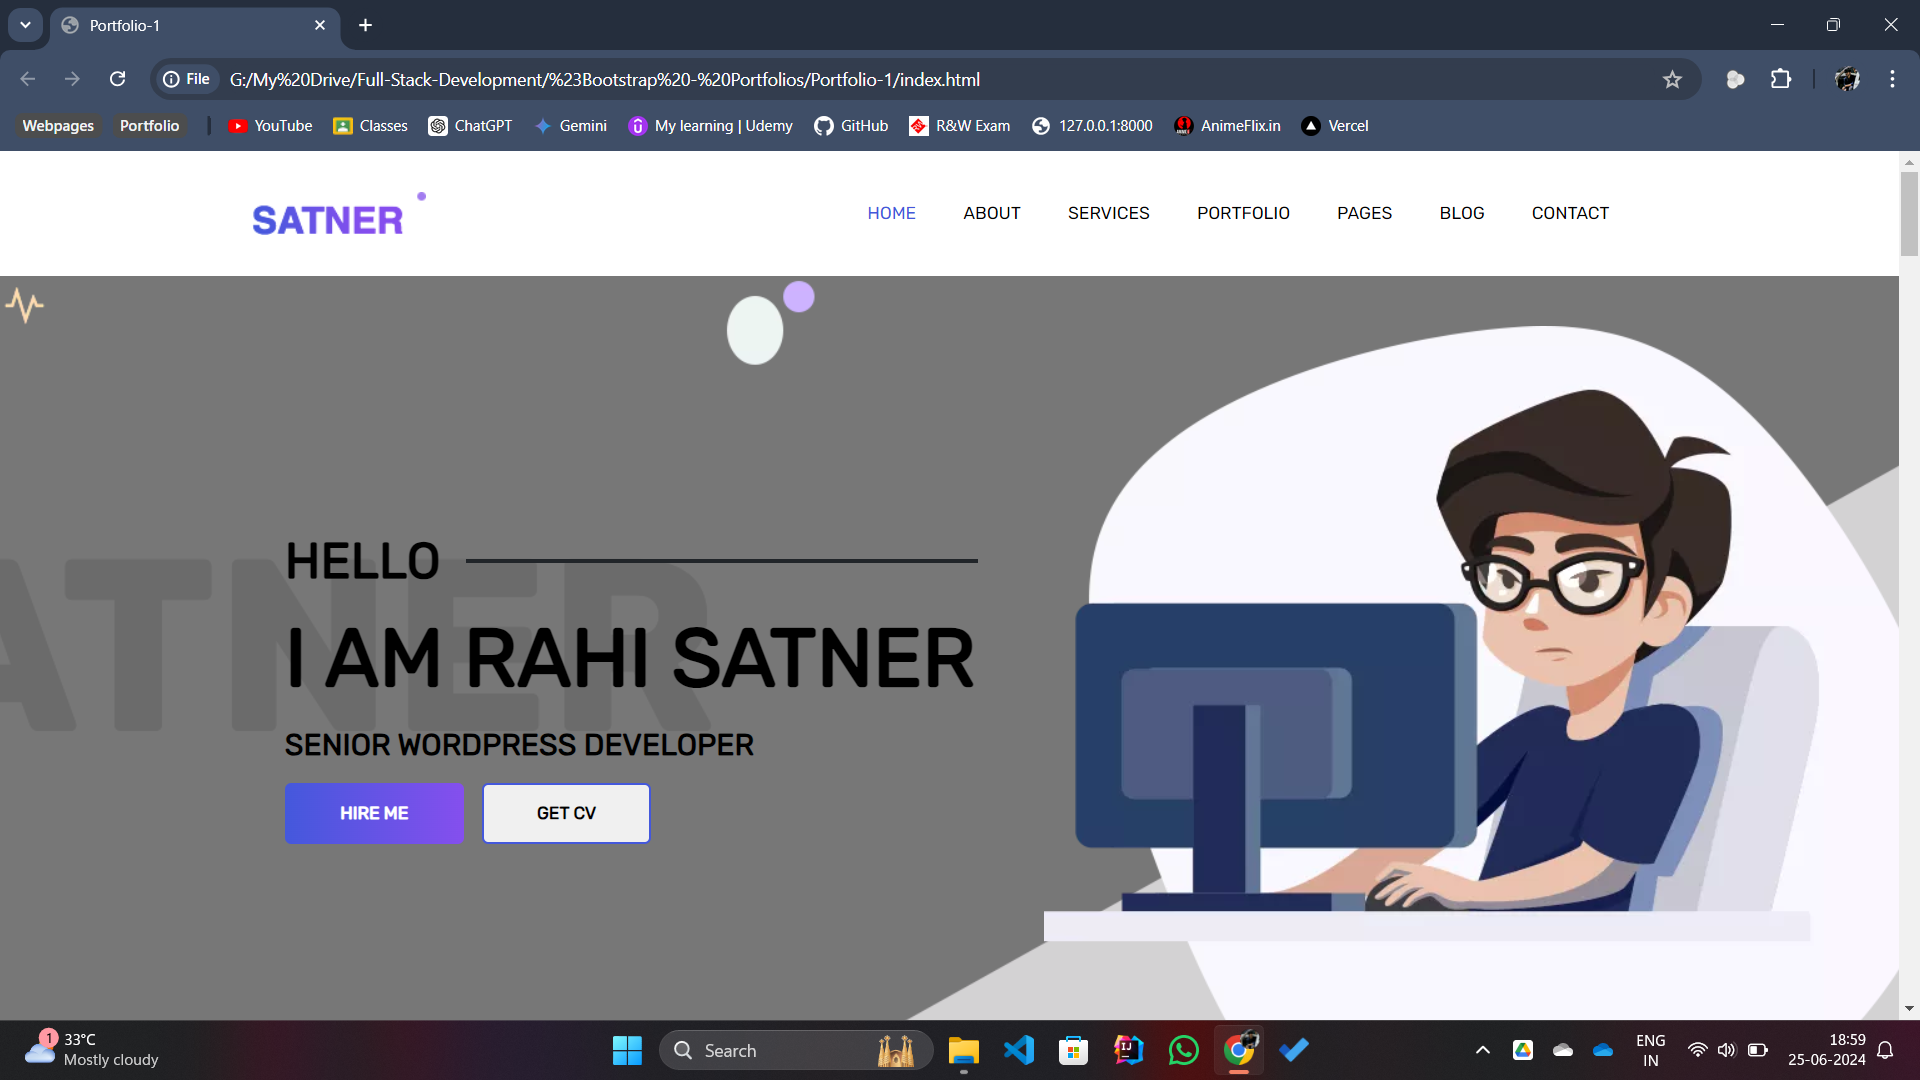 Portfolio-1
File G:/My%20Drive/Full-Stack-Development/%23Bootstrap%20-%20Portfolios/Portfolio-1/index.html
Webpages Portfolio YouTube Classes ChatGPT Gemini My learning | Udemy GitHub R&W Exam 127.0.0.1:8000 AnimeFlix.in Vercel
SATNER HOME ABOUT SERVICES PORTFOLIO PAGES BLOG CONTACT
HELLO
ATNER
I AM RAHI SATNER
SENIOR WORDPRESS DEVELOPER
HIRE ME GET CV
1 33°C
Mostly cloudy
Search
IJ
ENG
IN
18:59
25-06-2024